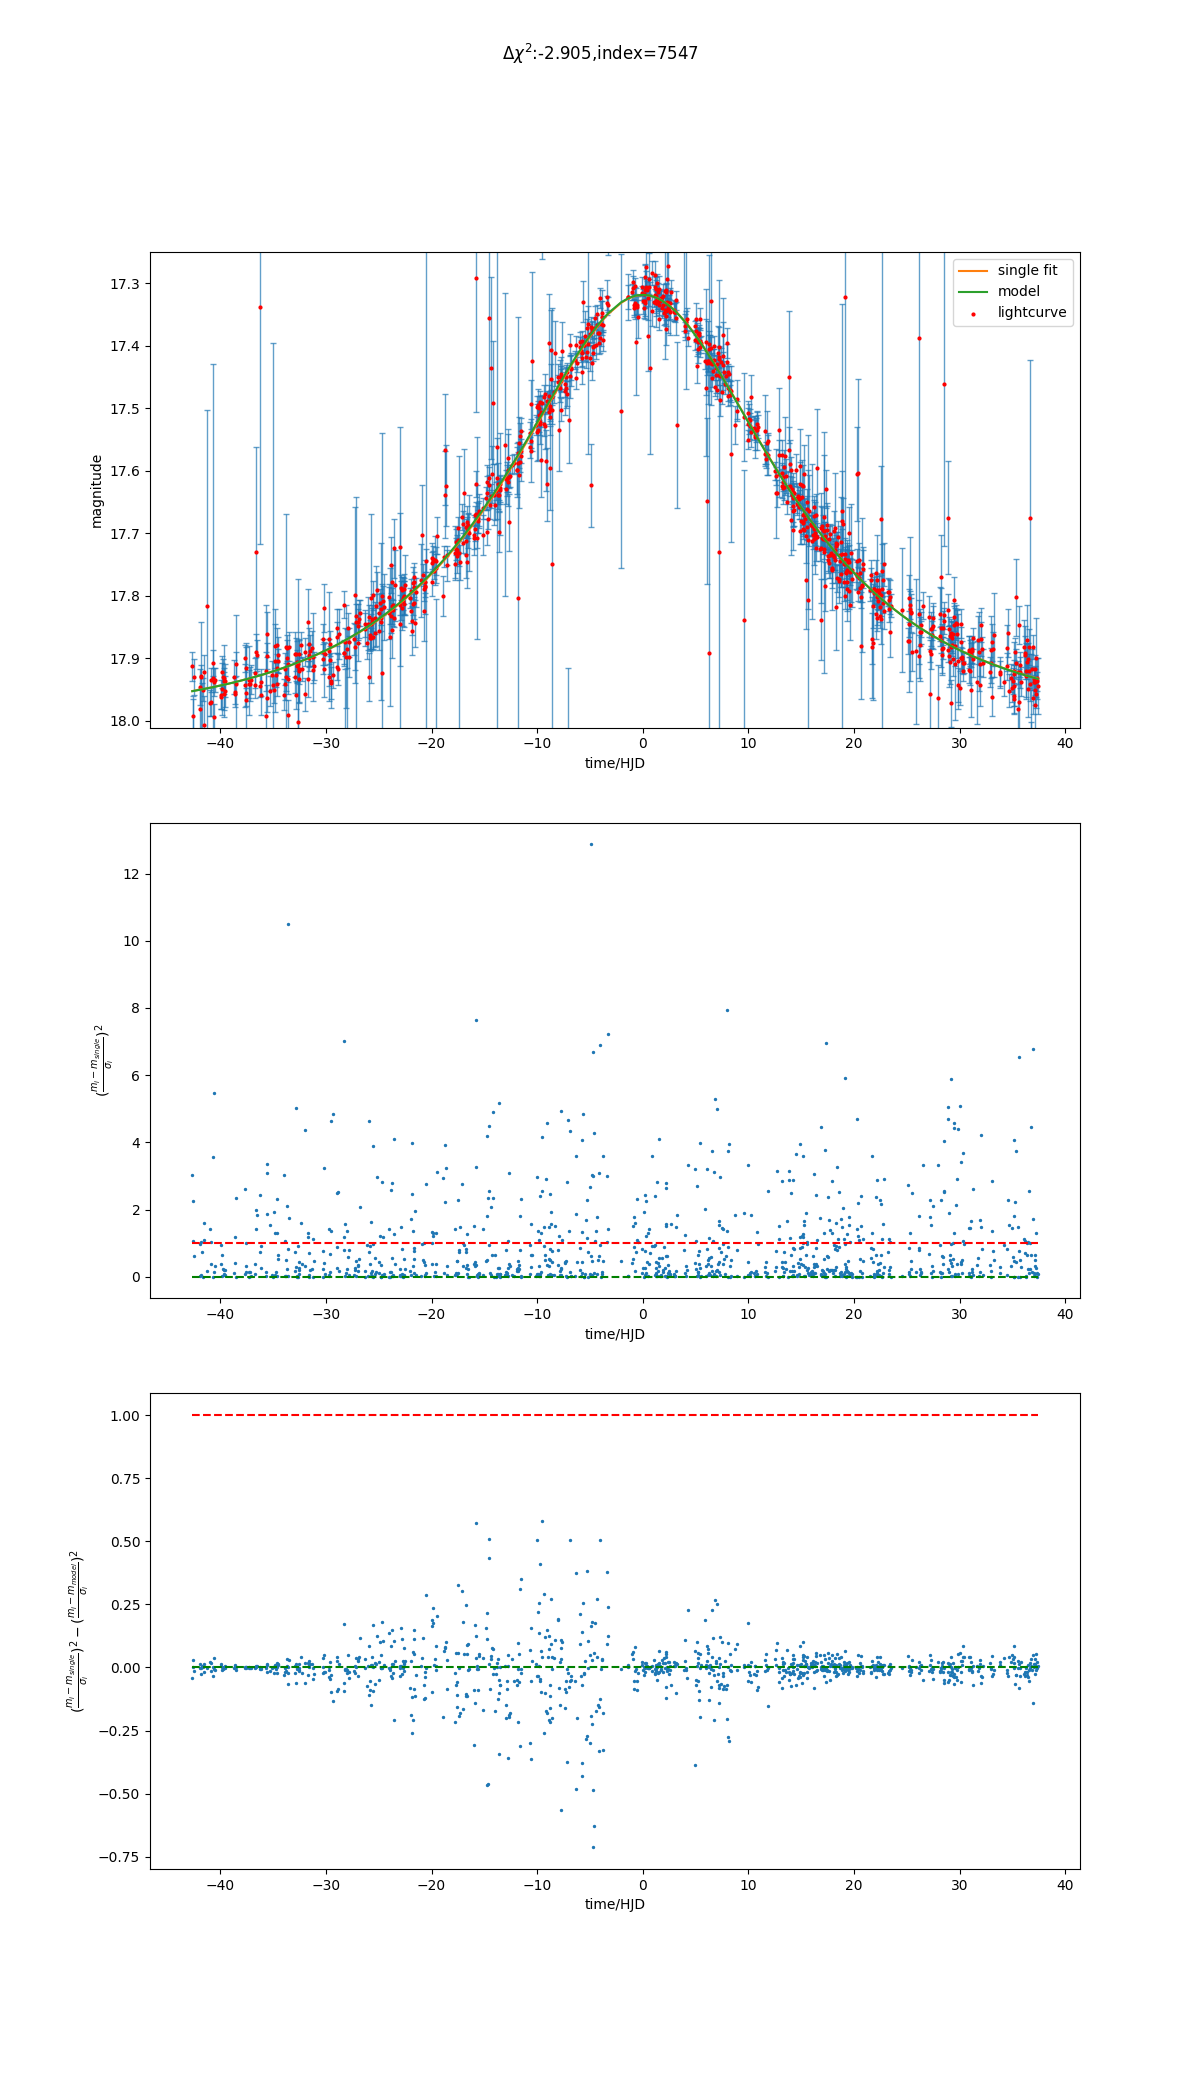 Δχ²:-2.905,index=7547
17.3
17.4
17.5
17.6
17.7
17.8
17.9
18.0
magnitude
single fit
model
lightcurve
−40 −30 −20 −10 0 10 20 30 40
time/HJD
12
10
8
6
4
2
0
(mᵢ − m_single / σᵢ)²
−40 −30 −20 −10 0 10 20 30 40
time/HJD
1.00
0.75
0.50
0.25
0.00
−0.25
−0.50
−0.75
(mᵢ − m_single / σᵢ)² − (mᵢ − m_model / σᵢ)²
−40 −30 −20 −10 0 10 20 30 40
time/HJD